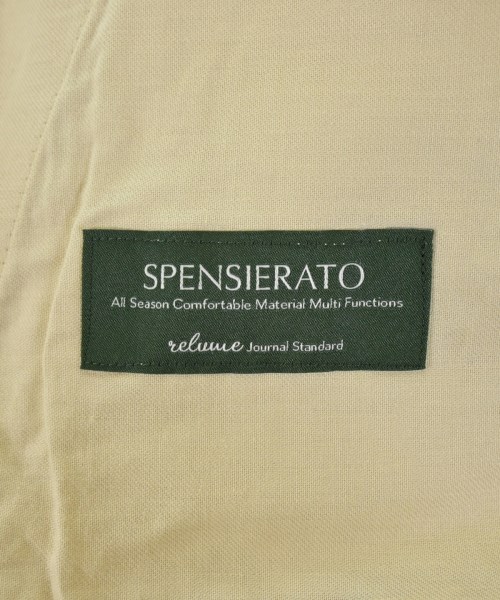 SPENSIERATO
All Season Comfortable Material Multi Functions
relume Journal Standard